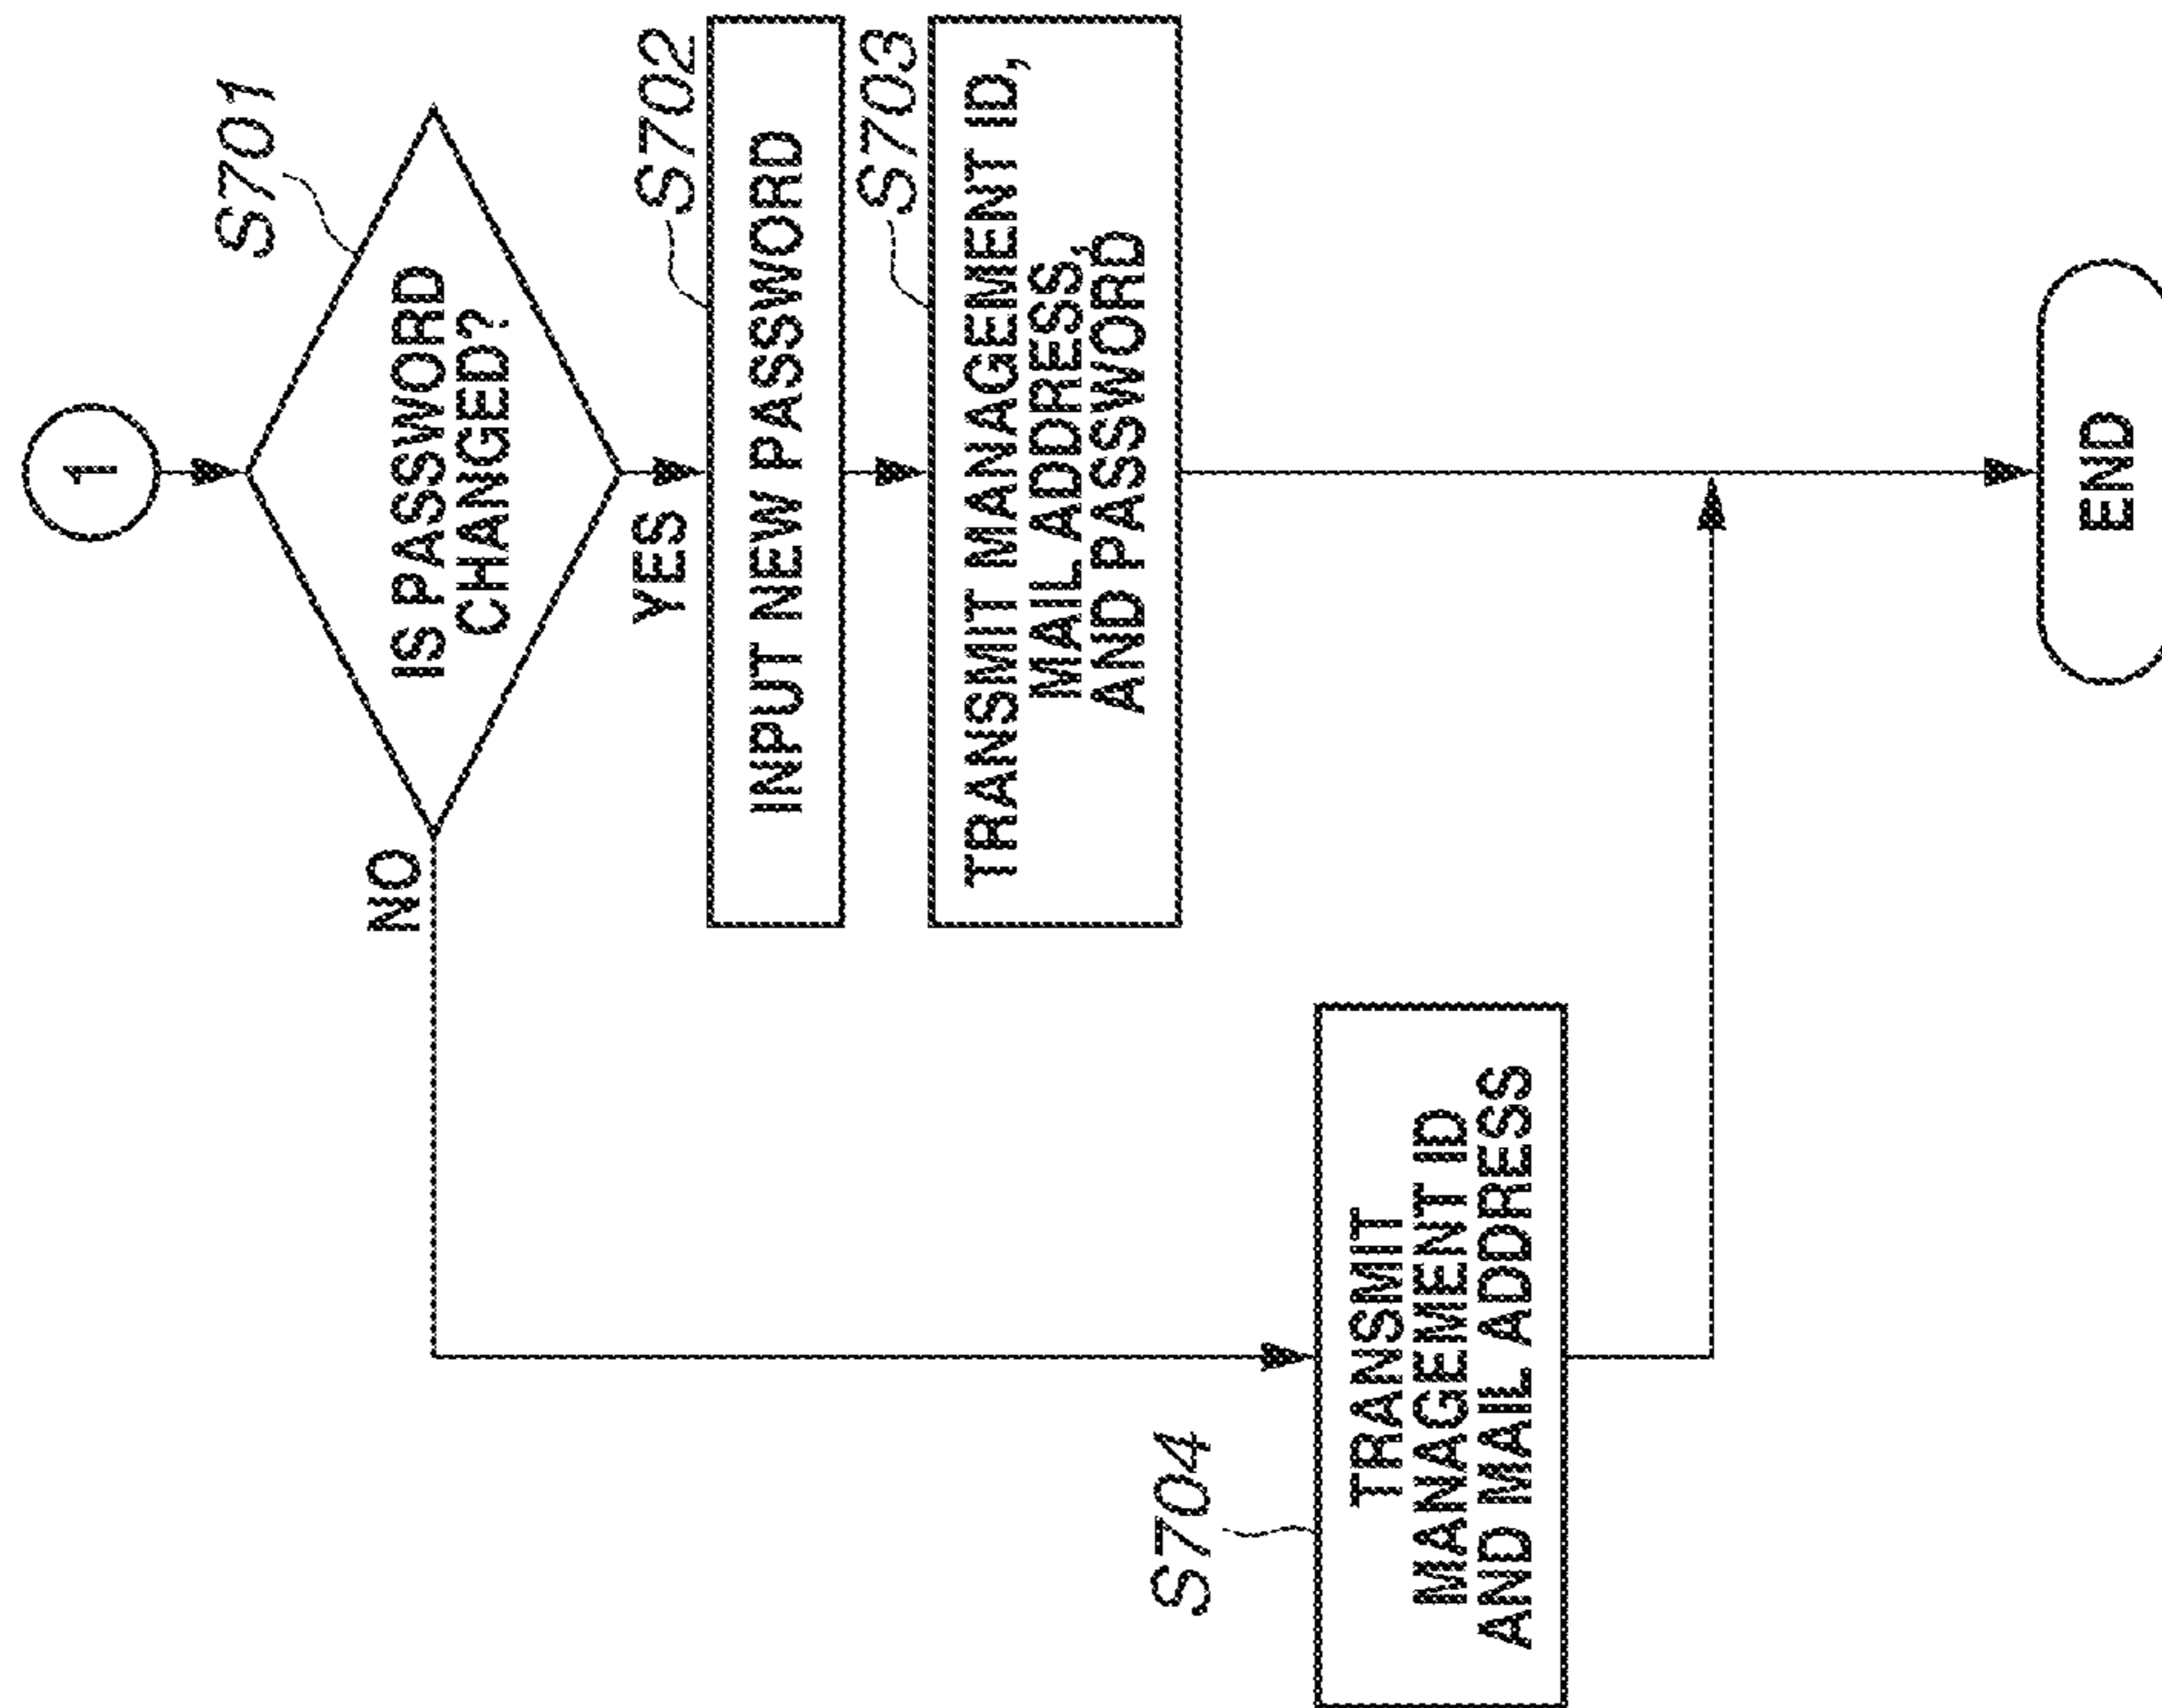 1
S701
IS PASSWORD
CHANGED?
NO
YES
S702
INPUT NEW PASSWORD
S703
TRANSMIT MANAGEMENT ID,
MAIL ADDRESS,
AND PASSWORD
S704
TRANSMIT
MANAGEMENT ID
AND MAIL ADDRESS
END